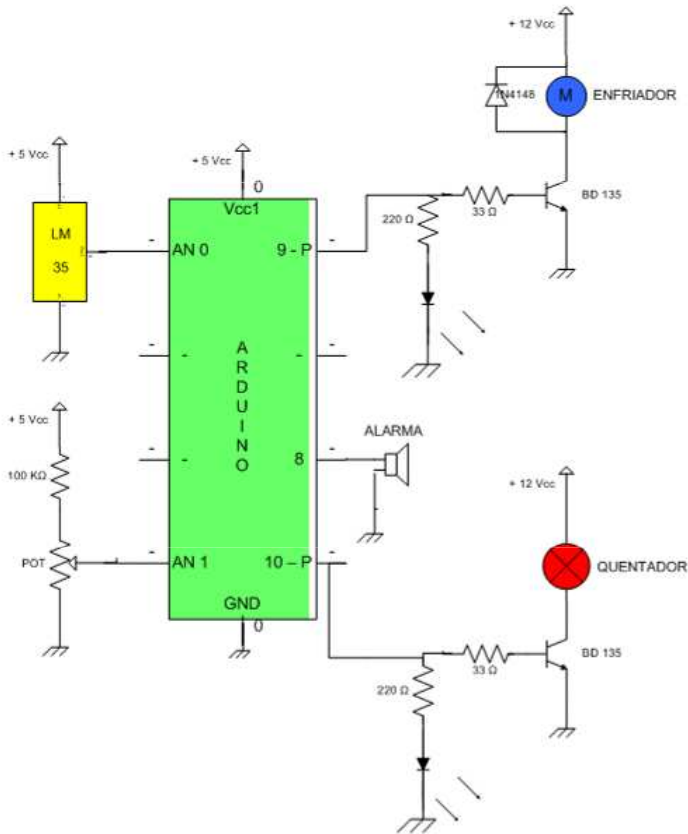 + 12 Vcc
1N4148
M
ENFRIADOR
+ 5 Vcc
+ 5 Vcc
0
Vcc1
BD 135
33 Ω
220 Ω
LM
35
-
AN 0
9 - P
-
-
-
-
-
ARDUINO
+ 5 Vcc
100 KΩ
-
-
8
-
ALARMA
+ 12 Vcc
POT
-
AN 1
10 – P
-
QUENTADOR
GND
0
BD 135
33 Ω
220 Ω